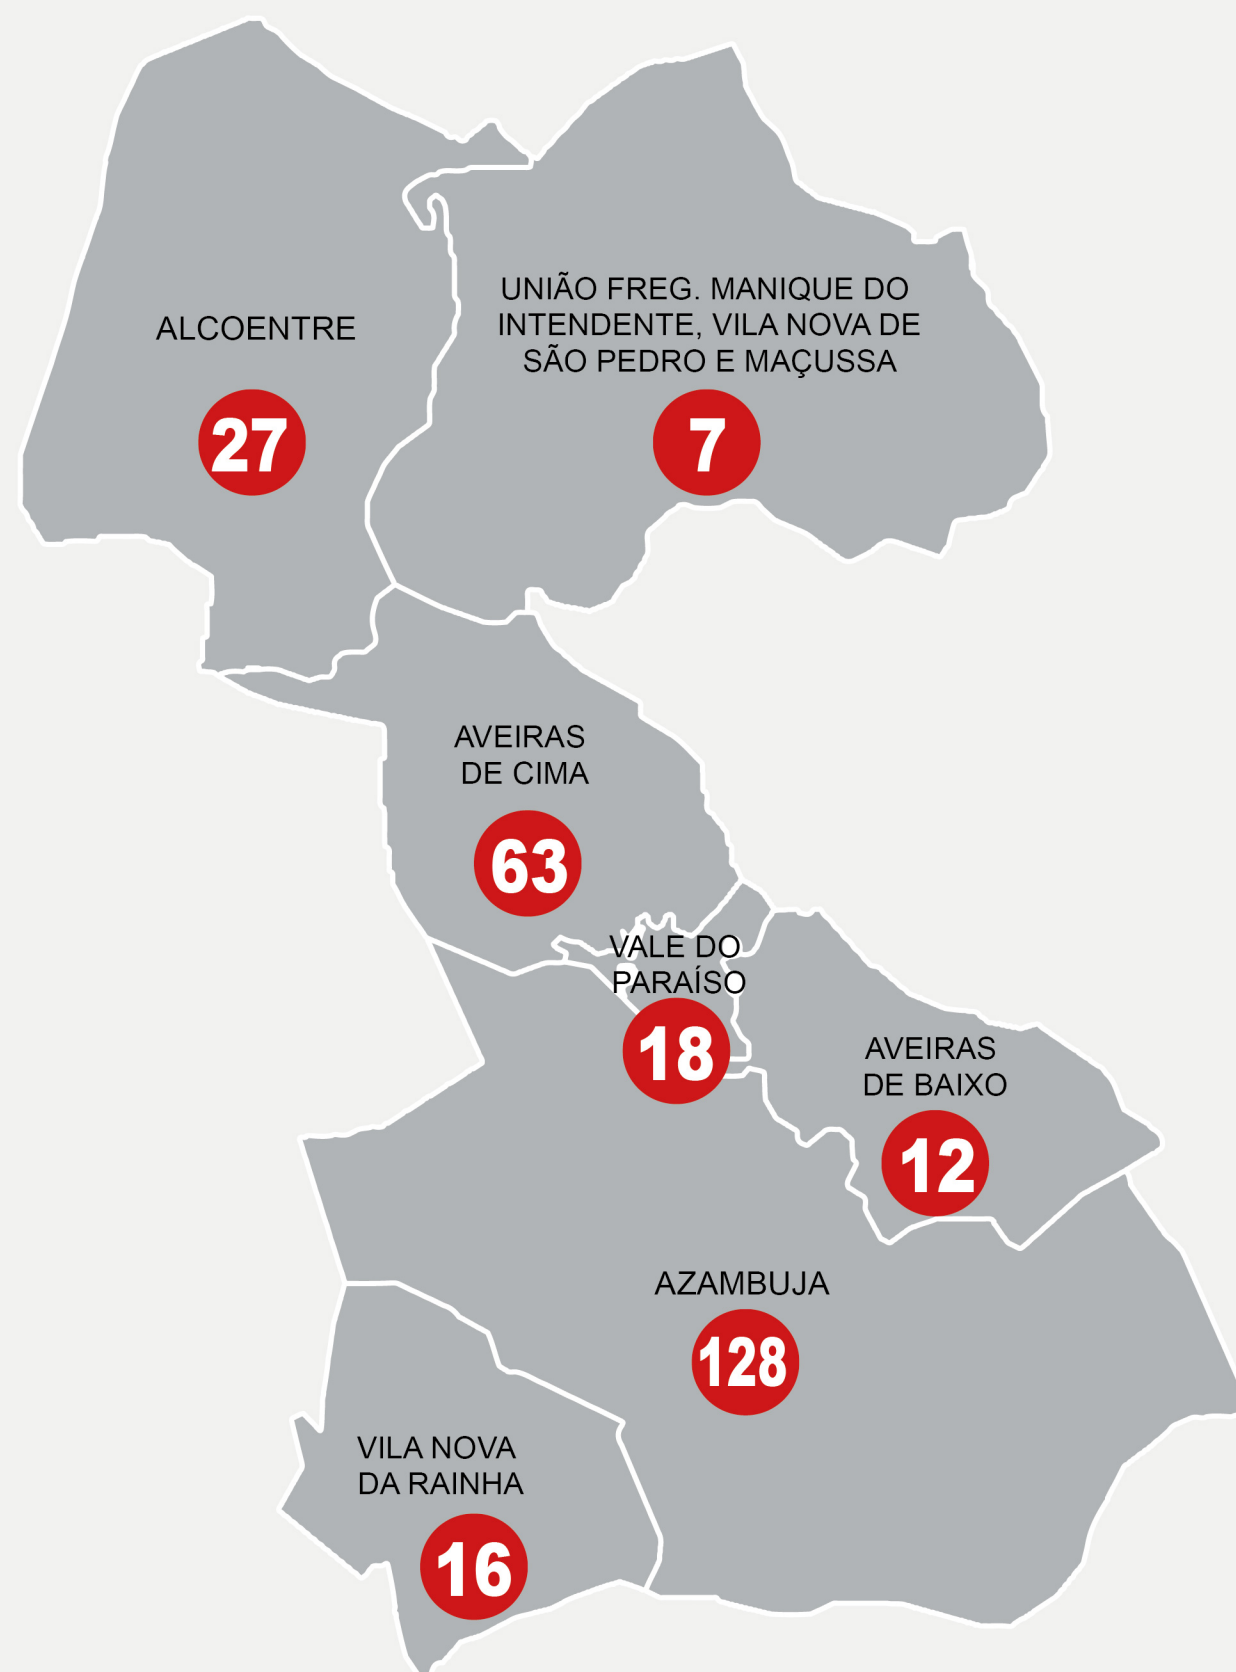 ALCOENTRE
27
UNIÃO FREG. MANIQUE DO
INTENDENTE, VILA NOVA DE
SÃO PEDRO E MAÇUSSA
7
AVEIRAS
DE CIMA
63
VALE DO
PARAÍSO
18
AVEIRAS
DE BAIXO
12
AZAMBUJA
128
VILA NOVA
DA RAINHA
16